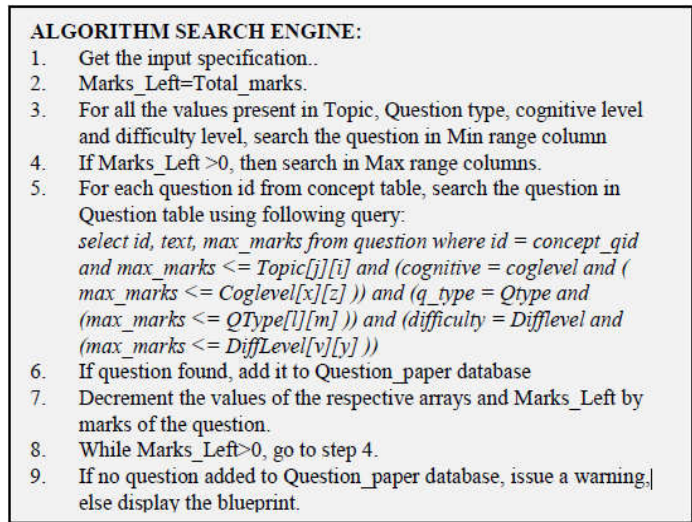 ALGORITHM SEARCH ENGINE:
1. Get the input specification..
2. Marks_Left=Total_marks.
3. For all the values present in Topic, Question type, cognitive level
and difficulty level, search the question in Min range column
4. If Marks_Left >0, then search in Max range columns.
5. For each question id from concept table, search the question in
Question table using following query:
select id, text, max_marks from question where id = concept_qid
and max_marks <= Topic[j][i] and (cognitive = coglevel and (
max_marks <= Coglevel[x][z] )) and (q_type = Qtype and
(max_marks <= QType[l][m] )) and (difficulty = Difflevel and
(max_marks <= DiffLevel[v][y] ))
6. If question found, add it to Question_paper database
7. Decrement the values of the respective arrays and Marks_Left by
marks of the question.
8. While Marks_Left>0, go to step 4.
9. If no question added to Question_paper database, issue a warning,
else display the blueprint.